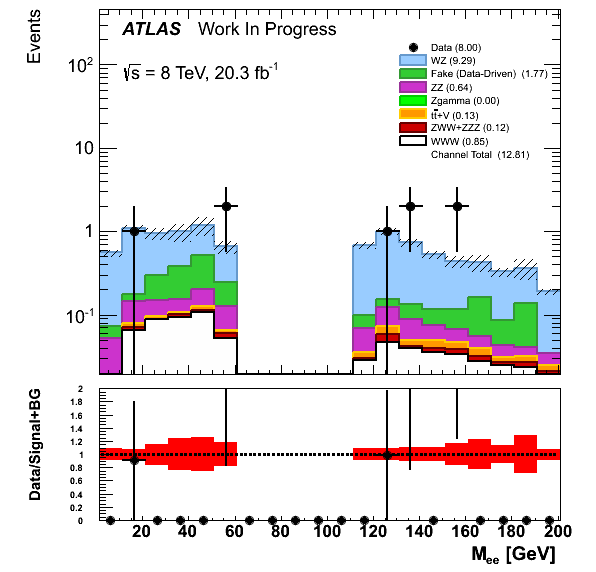 Events
ATLAS Work In Progress
√s = 8 TeV, 20.3 fb⁻¹
Data (8.00)
WZ (9.29)
Fake (Data-Driven) (1.77)
ZZ (0.64)
Zgamma (0.00)
tt̄+V (0.13)
ZWW+ZZZ (0.12)
WWW (0.85)
Channel Total (12.81)
10²
10
1
10⁻¹
Data/Signal+BG
2
1.8
1.6
1.4
1.2
1
0.8
0.6
0.4
0.2
0
20 40 60 80 100 120 140 160 180 200
Mee [GeV]